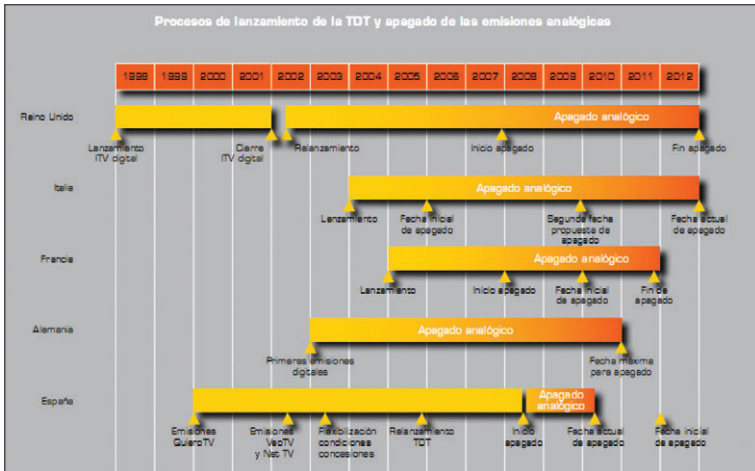 Procesos de lanzamiento de la TDT y apagado de las emisiones analógicas
1998 1999 2000 2001 2002 2003 2004 2005 2006 2007 2008 2009 2010 2011 2012
Reino Unido
Apagado analógico
Lanzamiento
ITV digital
Cierre
ITV digital
Relanzamiento
Inicio apagado
Fin apagado
Italia
Apagado analógico
Lanzamiento
Fecha inicial
de apagado
Segunda fecha
propuesta de
apagado
Fecha actual
de apagado
Francia
Apagado analógico
Lanzamiento
Inicio apagado
Fecha inicial
de apagado
Fin de
apagado
Alemania
Apagado analógico
Primeras emisiones
digitales
Fecha máxima
para apagado
España
Apagado
analógico
Emisiones
QuieroTV
Emisiones
VeoTV
y Net TV
Flexibilización
condiciones
concesiones
Relanzamiento
TDT
Inicio
apagado
Fecha actual
de apagado
Fecha inicial
de apagado